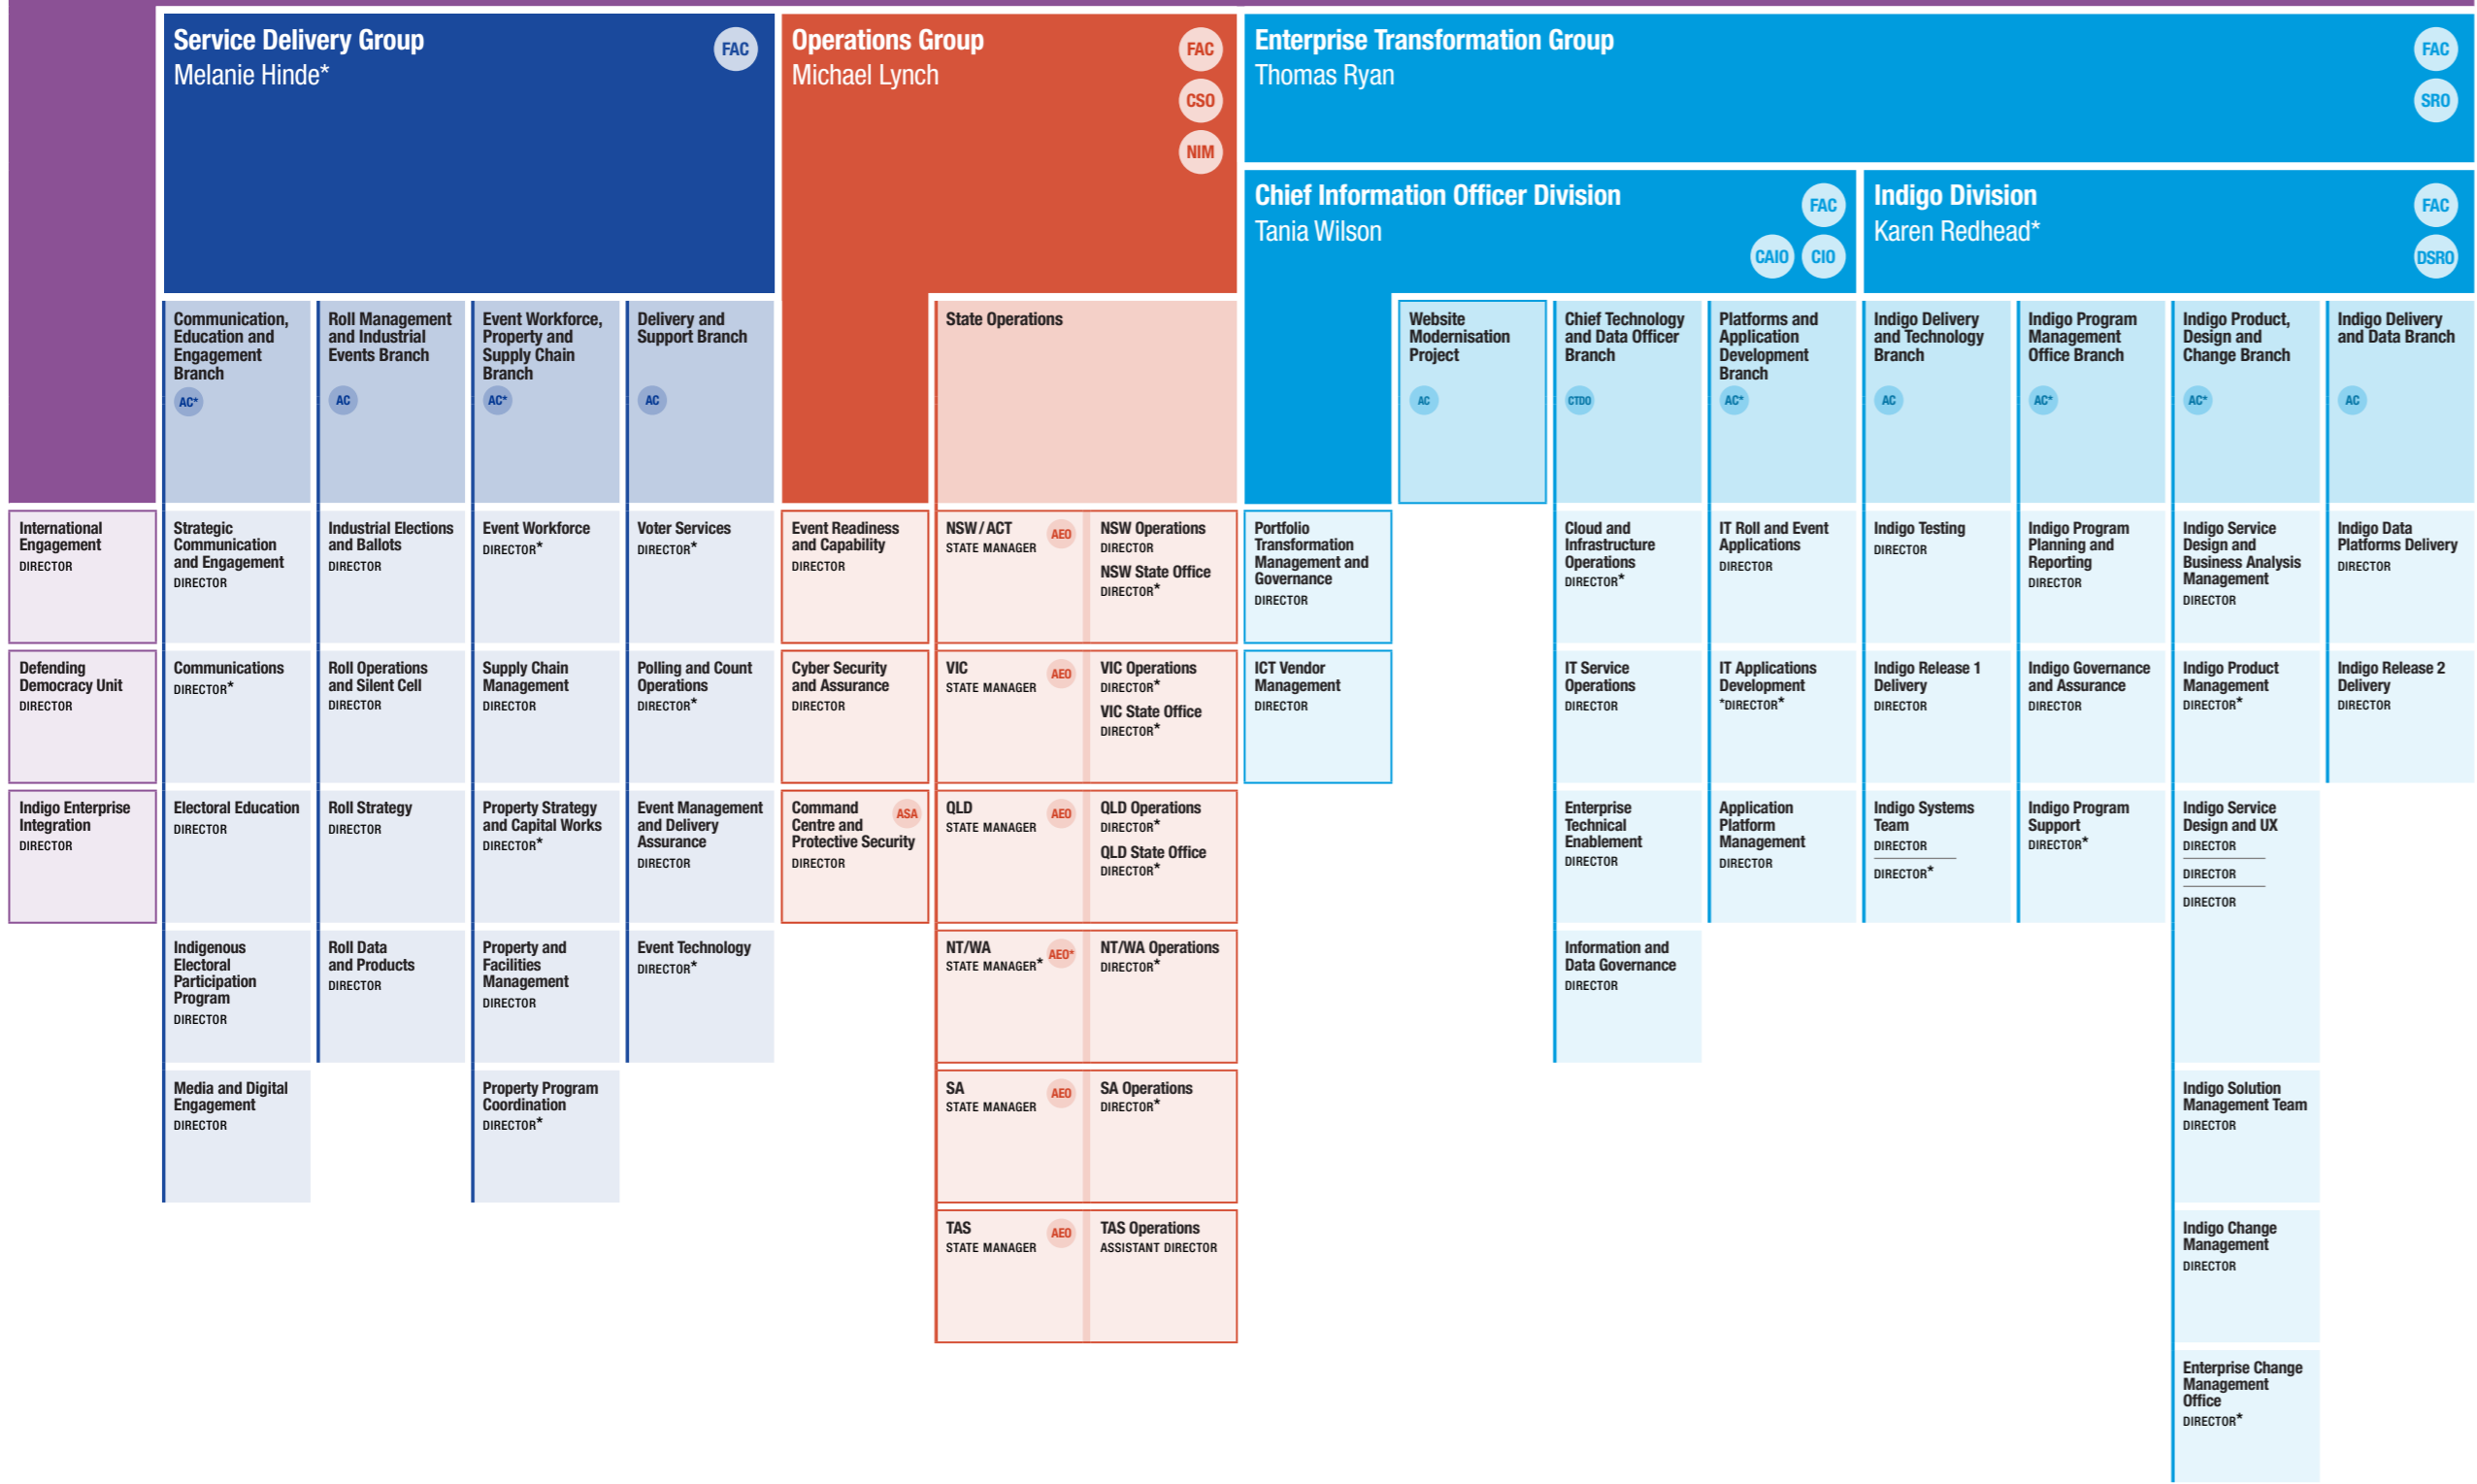 Service Delivery Group
Melanie Hinde*
FAC
Operations Group
Michael Lynch
FAC
CSO
NIM
Enterprise Transformation Group
Thomas Ryan
FAC
SRO
Chief Information Officer Division
Tania Wilson
FAC
CAIO
CIO
Indigo Division
Karen Redhead*
FAC
DSRO
International
Engagement
DIRECTOR
Defending
Democracy Unit
DIRECTOR
Indigo Enterprise
Integration
DIRECTOR
Communication,
Education and
Engagement
Branch
AC*
Strategic
Communication
and Engagement
DIRECTOR
Communications
DIRECTOR*
Electoral Education
DIRECTOR
Indigenous
Electoral
Participation
Program
DIRECTOR
Media and Digital
Engagement
DIRECTOR
Roll Management
and Industrial
Events Branch
AC
Industrial Elections
and Ballots
DIRECTOR
Roll Operations
and Silent Cell
DIRECTOR
Roll Strategy
DIRECTOR
Roll Data
and Products
DIRECTOR
Event Workforce,
Property and
Supply Chain
Branch
AC*
Event Workforce
DIRECTOR*
Supply Chain
Management
DIRECTOR
Property Strategy
and Capital Works
DIRECTOR*
Property and
Facilities
Management
DIRECTOR
Property Program
Coordination
DIRECTOR*
Delivery and
Support Branch
AC
Voter Services
DIRECTOR*
Polling and Count
Operations
DIRECTOR*
Event Management
and Delivery
Assurance
DIRECTOR
Event Technology
DIRECTOR*
Event Readiness
and Capability
DIRECTOR
Cyber Security
and Assurance
DIRECTOR
Command
Centre and
Protective Security
DIRECTOR
ASA
State Operations
NSW/ACT
STATE MANAGER
AEO
NSW Operations
DIRECTOR
NSW State Office
DIRECTOR*
VIC
STATE MANAGER
AEO
VIC Operations
DIRECTOR*
VIC State Office
DIRECTOR*
QLD
STATE MANAGER
AEO
QLD Operations
DIRECTOR*
QLD State Office
DIRECTOR*
NT/WA
STATE MANAGER*
AEO*
NT/WA Operations
DIRECTOR*
SA
STATE MANAGER
AEO
SA Operations
DIRECTOR*
TAS
STATE MANAGER
AEO
TAS Operations
ASSISTANT DIRECTOR
Portfolio
Transformation
Management and
Governance
DIRECTOR
ICT Vendor
Management
DIRECTOR
Website
Modernisation
Project
AC
Chief Technology
and Data Officer
Branch
CTDO
Cloud and
Infrastructure
Operations
DIRECTOR*
IT Service
Operations
DIRECTOR
Enterprise
Technical
Enablement
DIRECTOR
Information and
Data Governance
DIRECTOR
Platforms and
Application
Development
Branch
AC*
IT Roll and Event
Applications
DIRECTOR
IT Applications
Development
*DIRECTOR*
Application
Platform
Management
DIRECTOR
Indigo Delivery
and Technology
Branch
AC
Indigo Testing
DIRECTOR
Indigo Release 1
Delivery
DIRECTOR
Indigo Systems
Team
DIRECTOR
DIRECTOR*
Indigo Program
Management
Office Branch
AC*
Indigo Program
Planning and
Reporting
DIRECTOR
Indigo Governance
and Assurance
DIRECTOR
Indigo Program
Support
DIRECTOR*
Indigo Product,
Design and
Change Branch
AC*
Indigo Service
Design and
Business Analysis
Management
DIRECTOR
Indigo Product
Management
DIRECTOR*
Indigo Service
Design and UX
DIRECTOR
DIRECTOR
DIRECTOR
Indigo Solution
Management Team
DIRECTOR
Indigo Change
Management
DIRECTOR
Enterprise Change
Management
Office
DIRECTOR*
Indigo Delivery
and Data Branch
AC
Indigo Data
Platforms Delivery
DIRECTOR
Indigo Release 2
Delivery
DIRECTOR